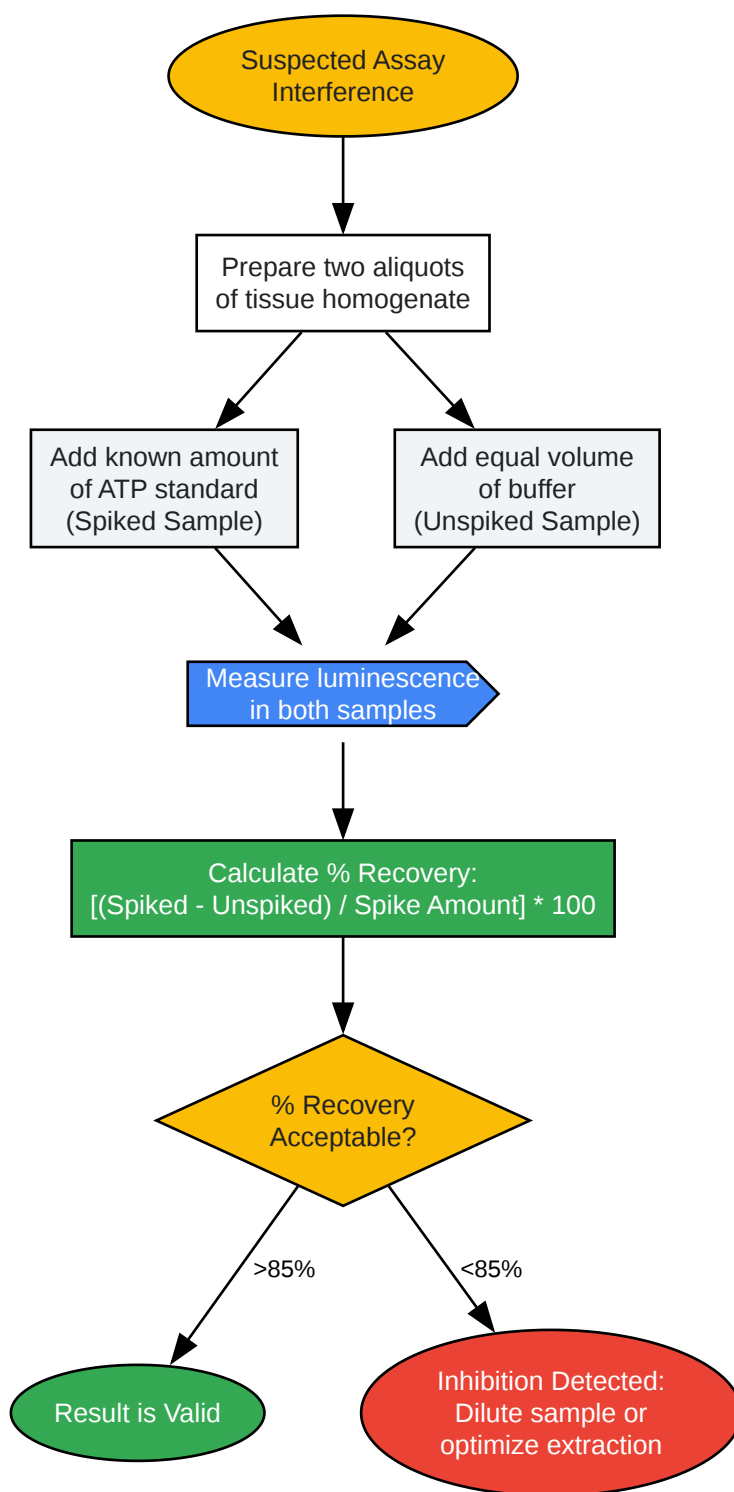 Suspected Assay
Interference
Prepare two aliquots
of tissue homogenate
Add known amount
of ATP standard
(Spiked Sample)
Add equal volume
of buffer
(Unspiked Sample)
Measure luminescence
in both samples
Calculate % Recovery:
[(Spiked - Unspiked) / Spike Amount] * 100
% Recovery
Acceptable?
>85%
<85%
Result is Valid
Inhibition Detected:
Dilute sample or
optimize extraction